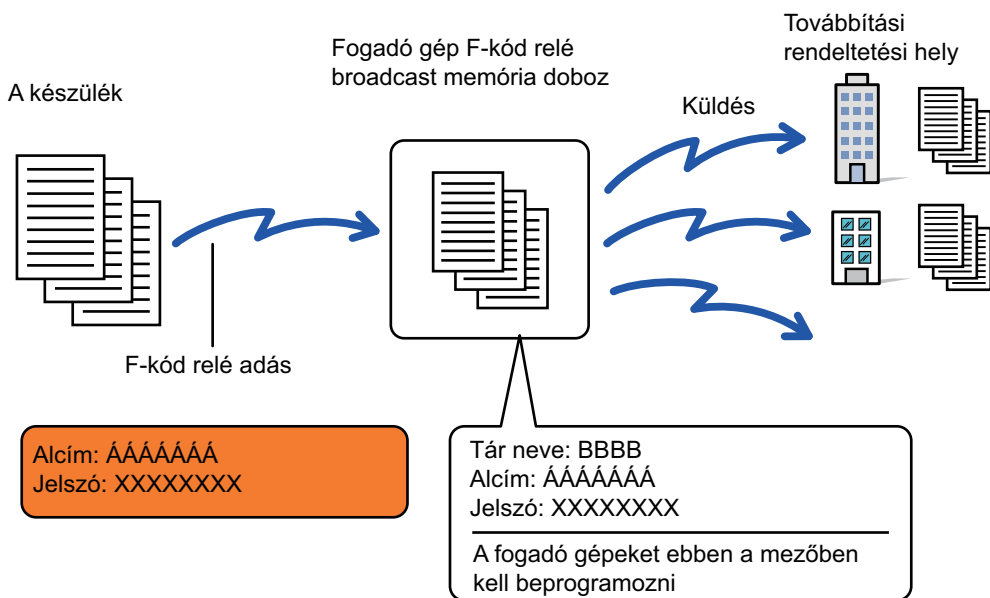 A készülék
Fogadó gép F-kód relé
broadcast memória doboz
Továbbítási
rendeltetési hely
Küldés
F-kód relé adás
Alcím: ÁÁÁÁÁÁÁ
Jelszó: XXXXXXXX
Tár neve: BBBB
Alcím: ÁÁÁÁÁÁÁ
Jelszó: XXXXXXXX
A fogadó gépeket ebben a mezőben
kell beprogramozni